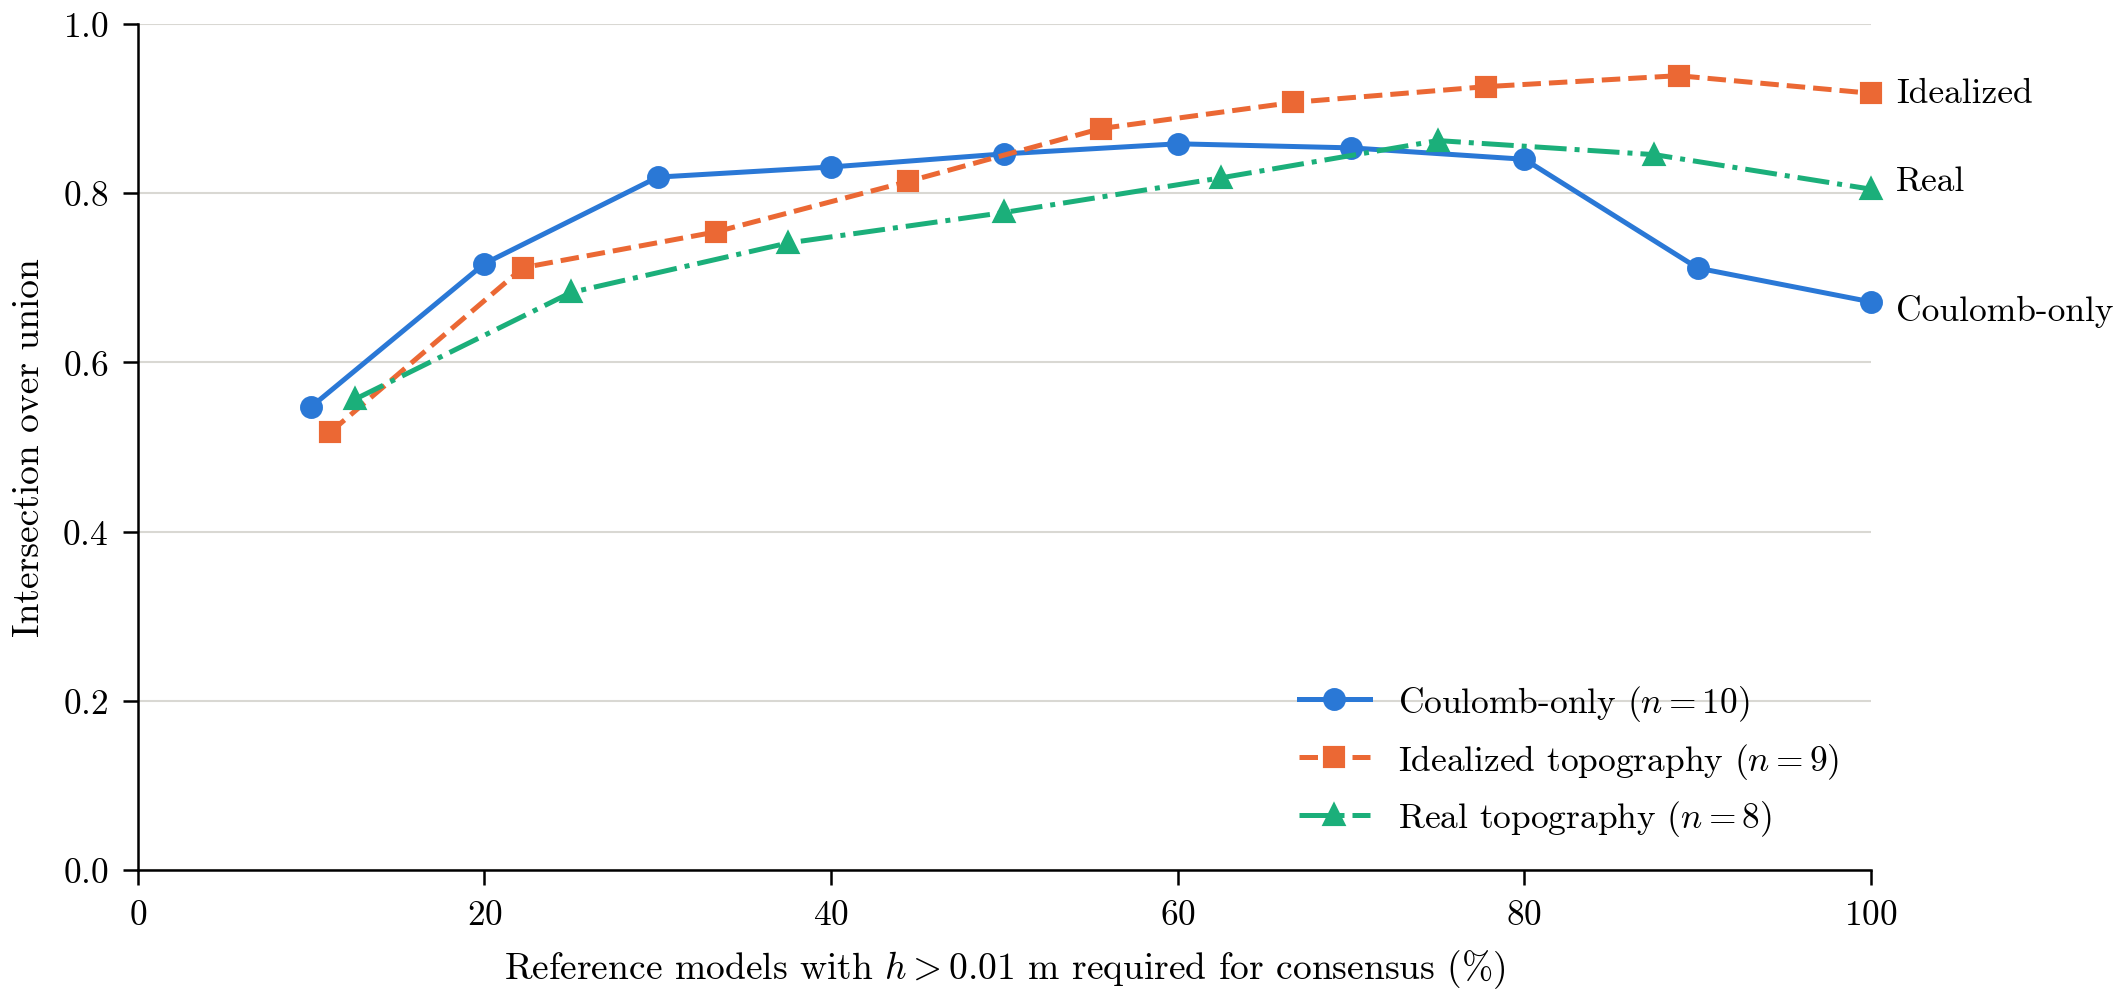 1.0
0.8
0.6
0.4
0.2
0.0
Intersection over union
0 20 40 60 80 100
Reference models with h > 0.01 m required for consensus (%)
Idealized
Real
Coulomb-only
Coulomb-only (n = 10)
Idealized topography (n = 9)
Real topography (n = 8)